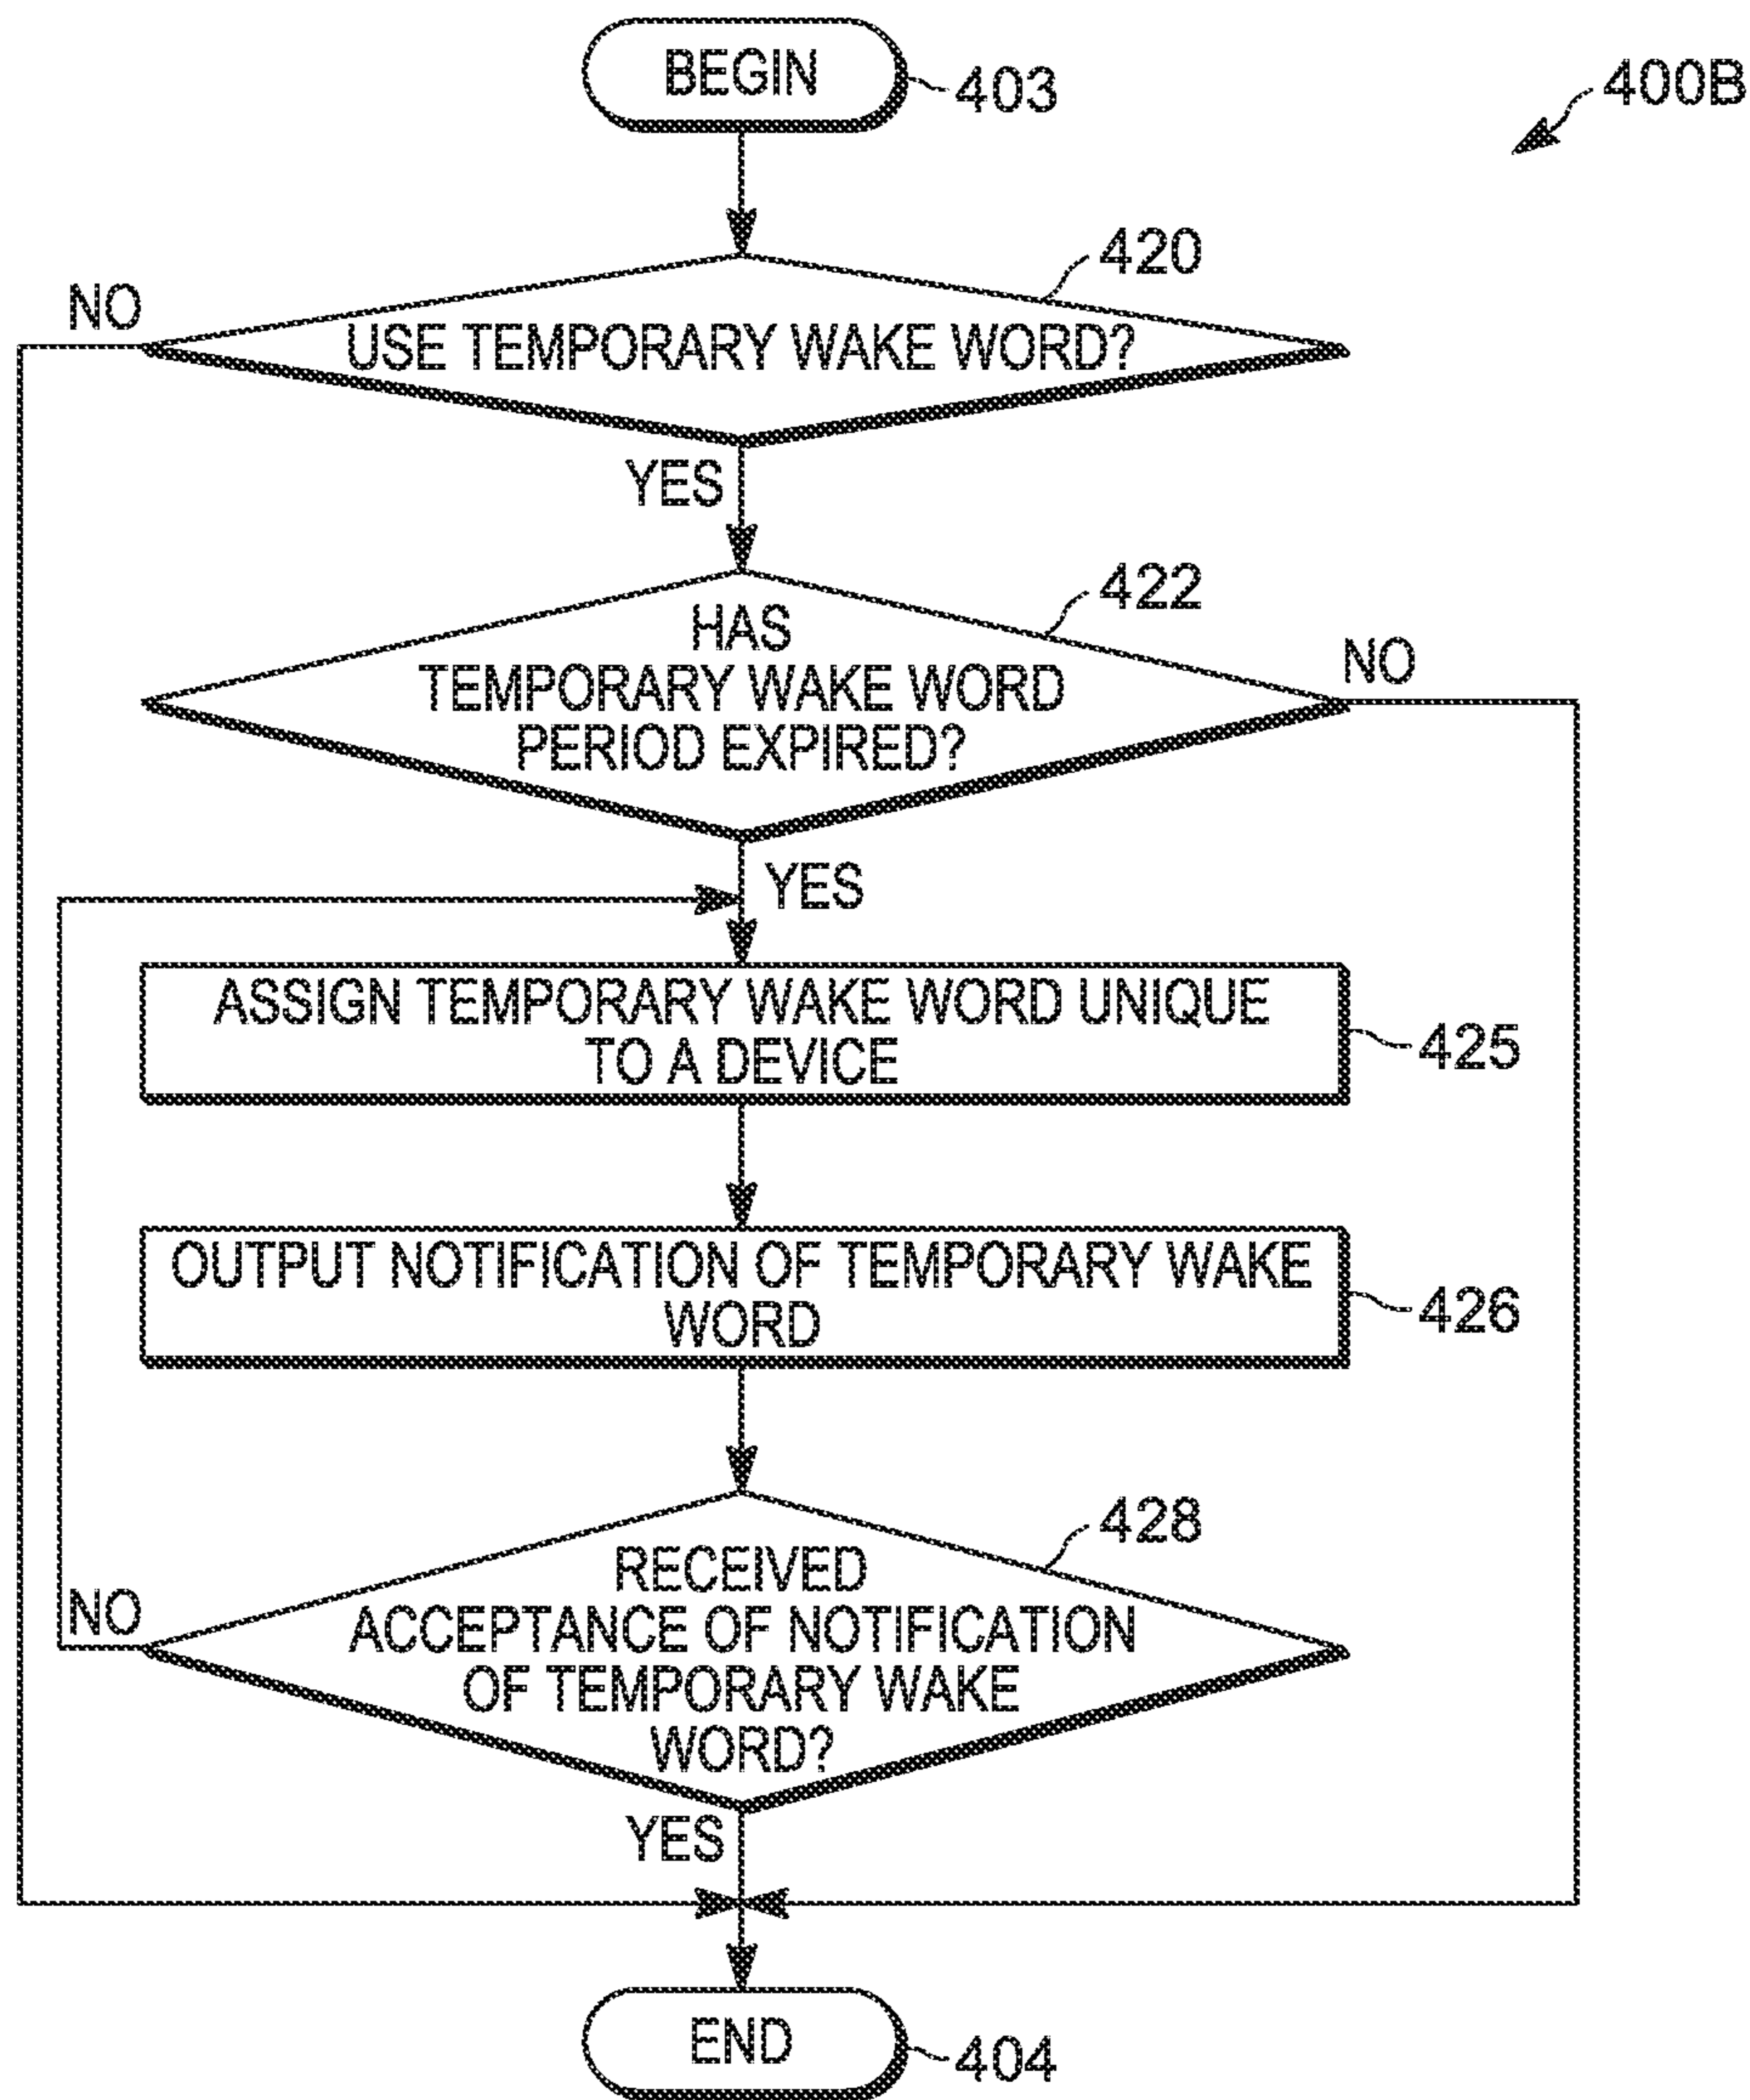 BEGIN
403
400B
420
NO
USE TEMPORARY WAKE WORD?
YES
422
HAS
TEMPORARY WAKE WORD
PERIOD EXPIRED?
NO
YES
ASSIGN TEMPORARY WAKE WORD UNIQUE
TO A DEVICE
425
OUTPUT NOTIFICATION OF TEMPORARY WAKE
WORD
426
428
RECEIVED
ACCEPTANCE OF NOTIFICATION
OF TEMPORARY WAKE
WORD?
NO
YES
END
404